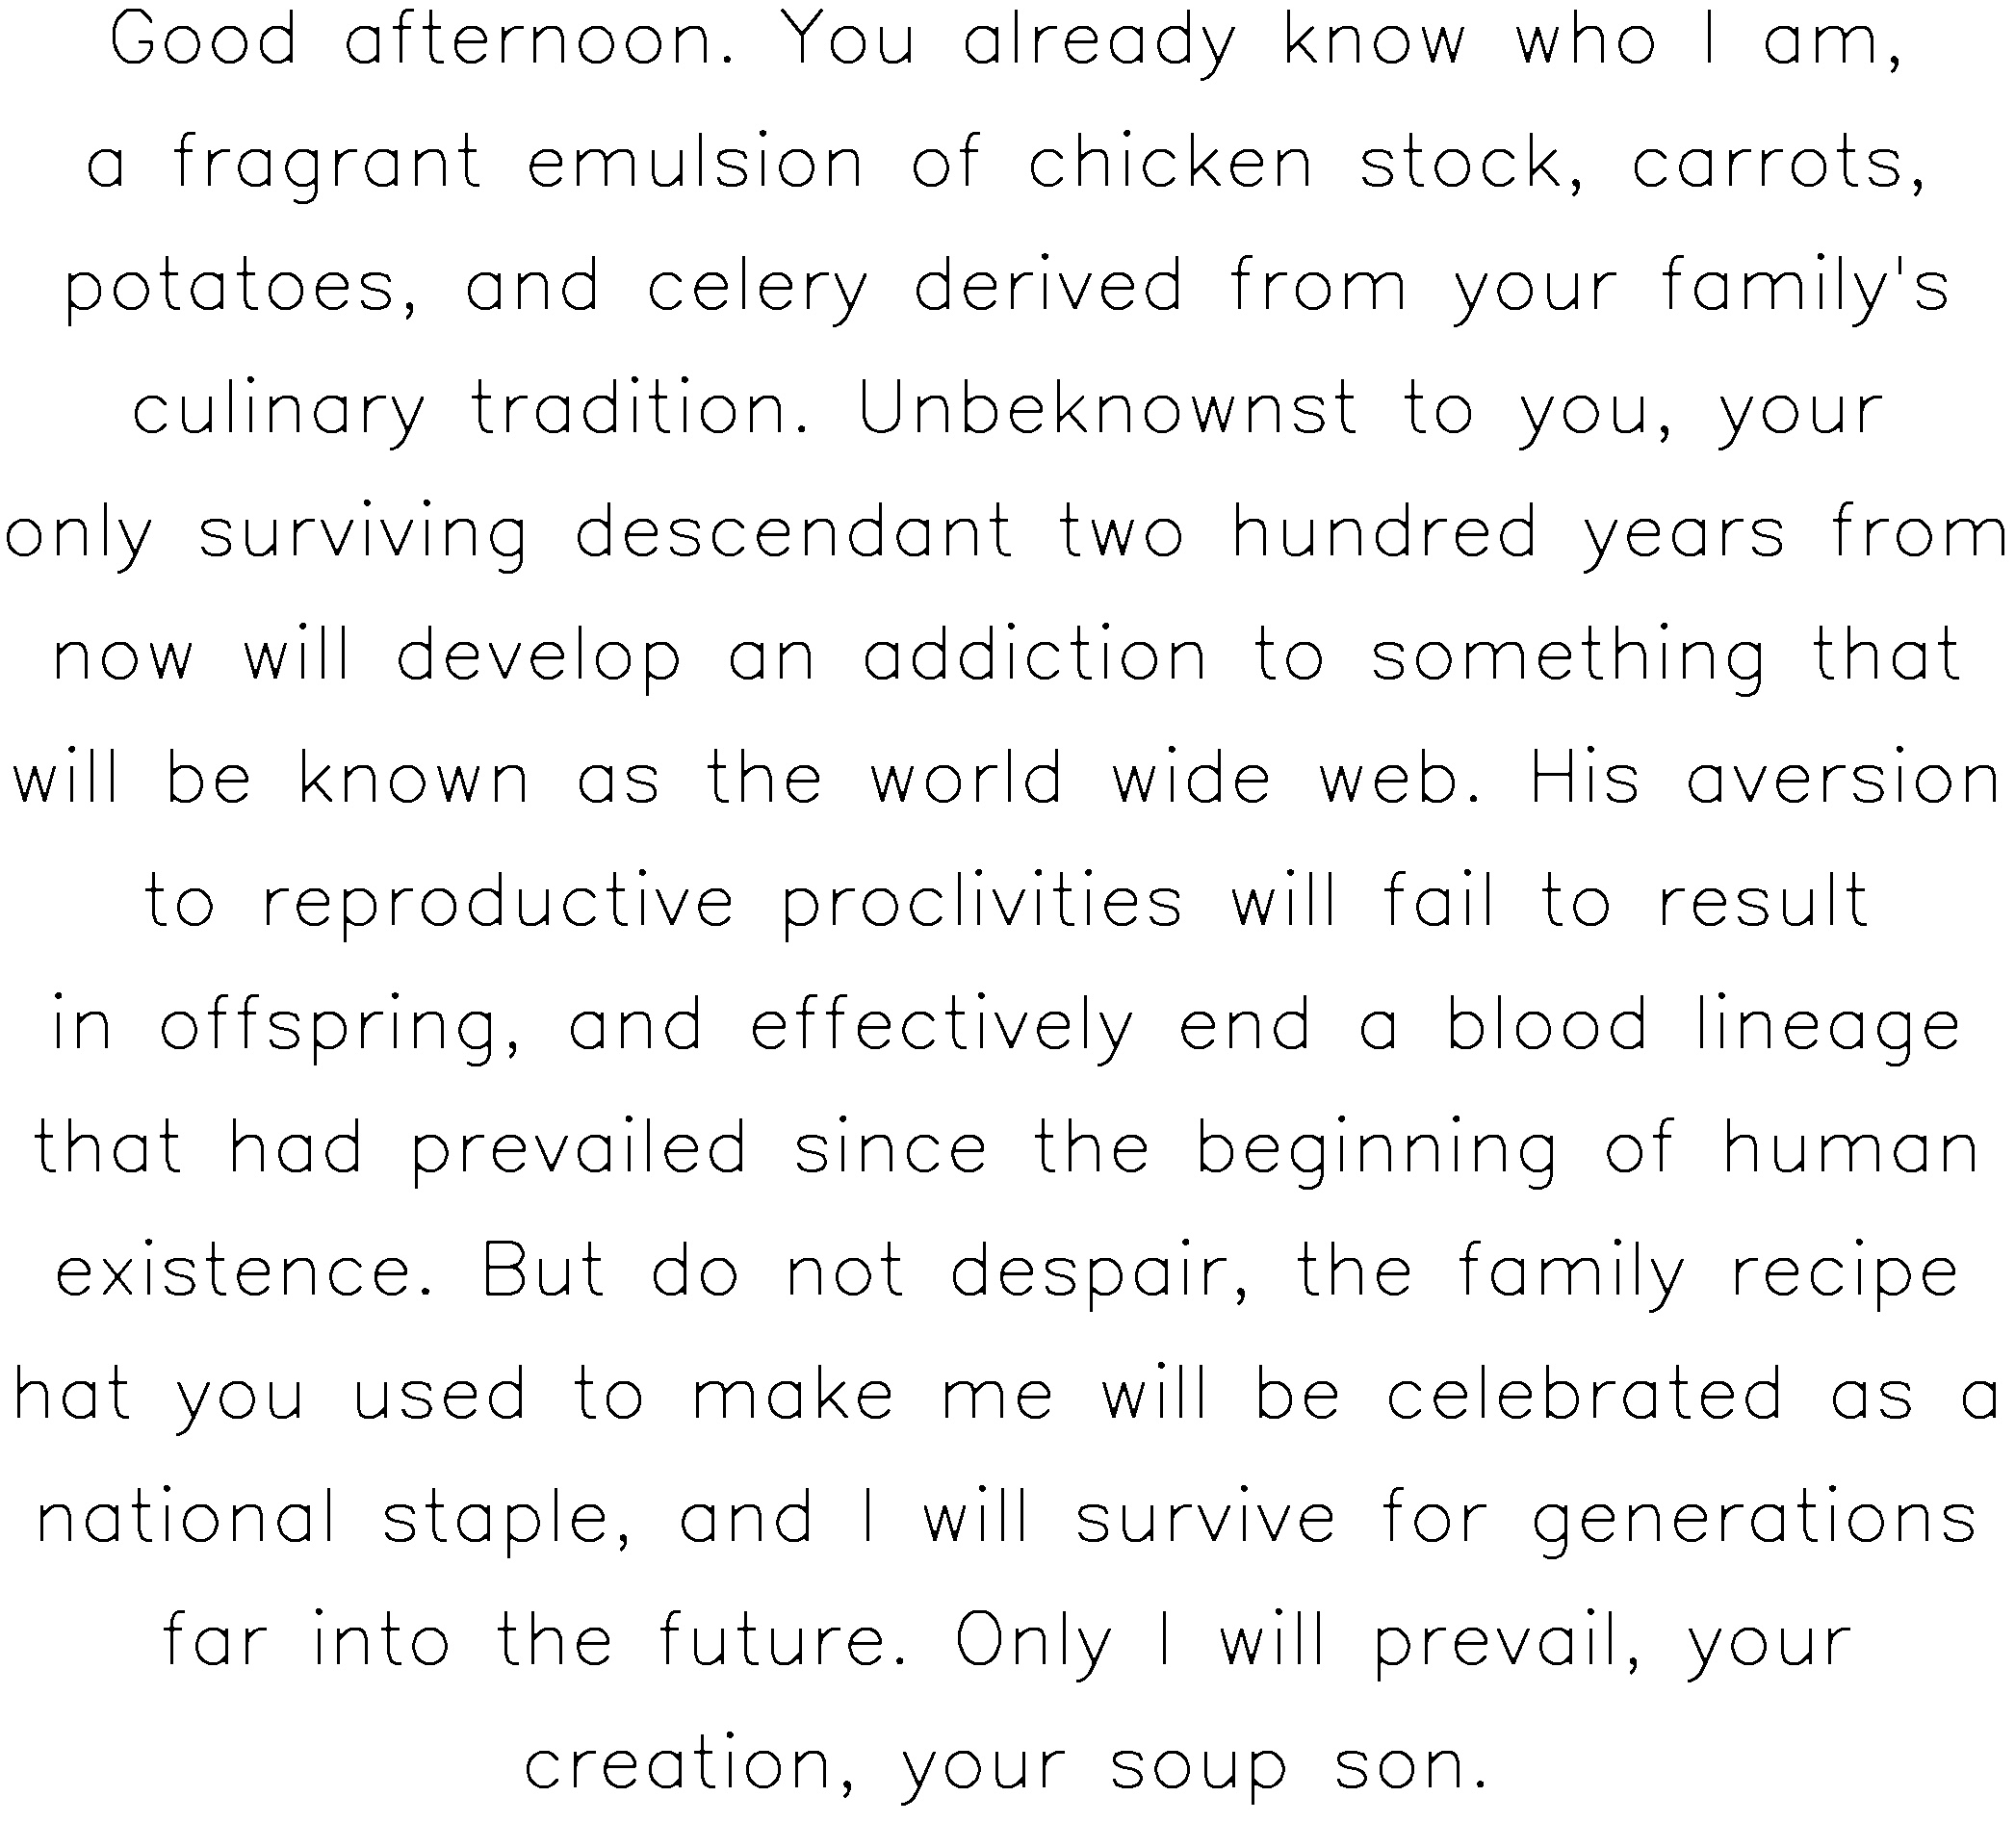 Good afternoon. You already know who I am,
a fragrant emulsion of chicken stock, carrots,
potatoes, and celery derived from your family's
culinary tradition. Unbeknownst to you, your
only surviving descendant two hundred years from
now will develop an addiction to something that
will be known as the world wide web. His aversion
to reproductive proclivities will fail to result
in offspring, and effectively end a blood lineage
that had prevailed since the beginning of human
existence. But do not despair, the family recipe
hat you used to make me will be celebrated as a
national staple, and I will survive for generations
far into the future. Only I will prevail, your
creation, your soup son.